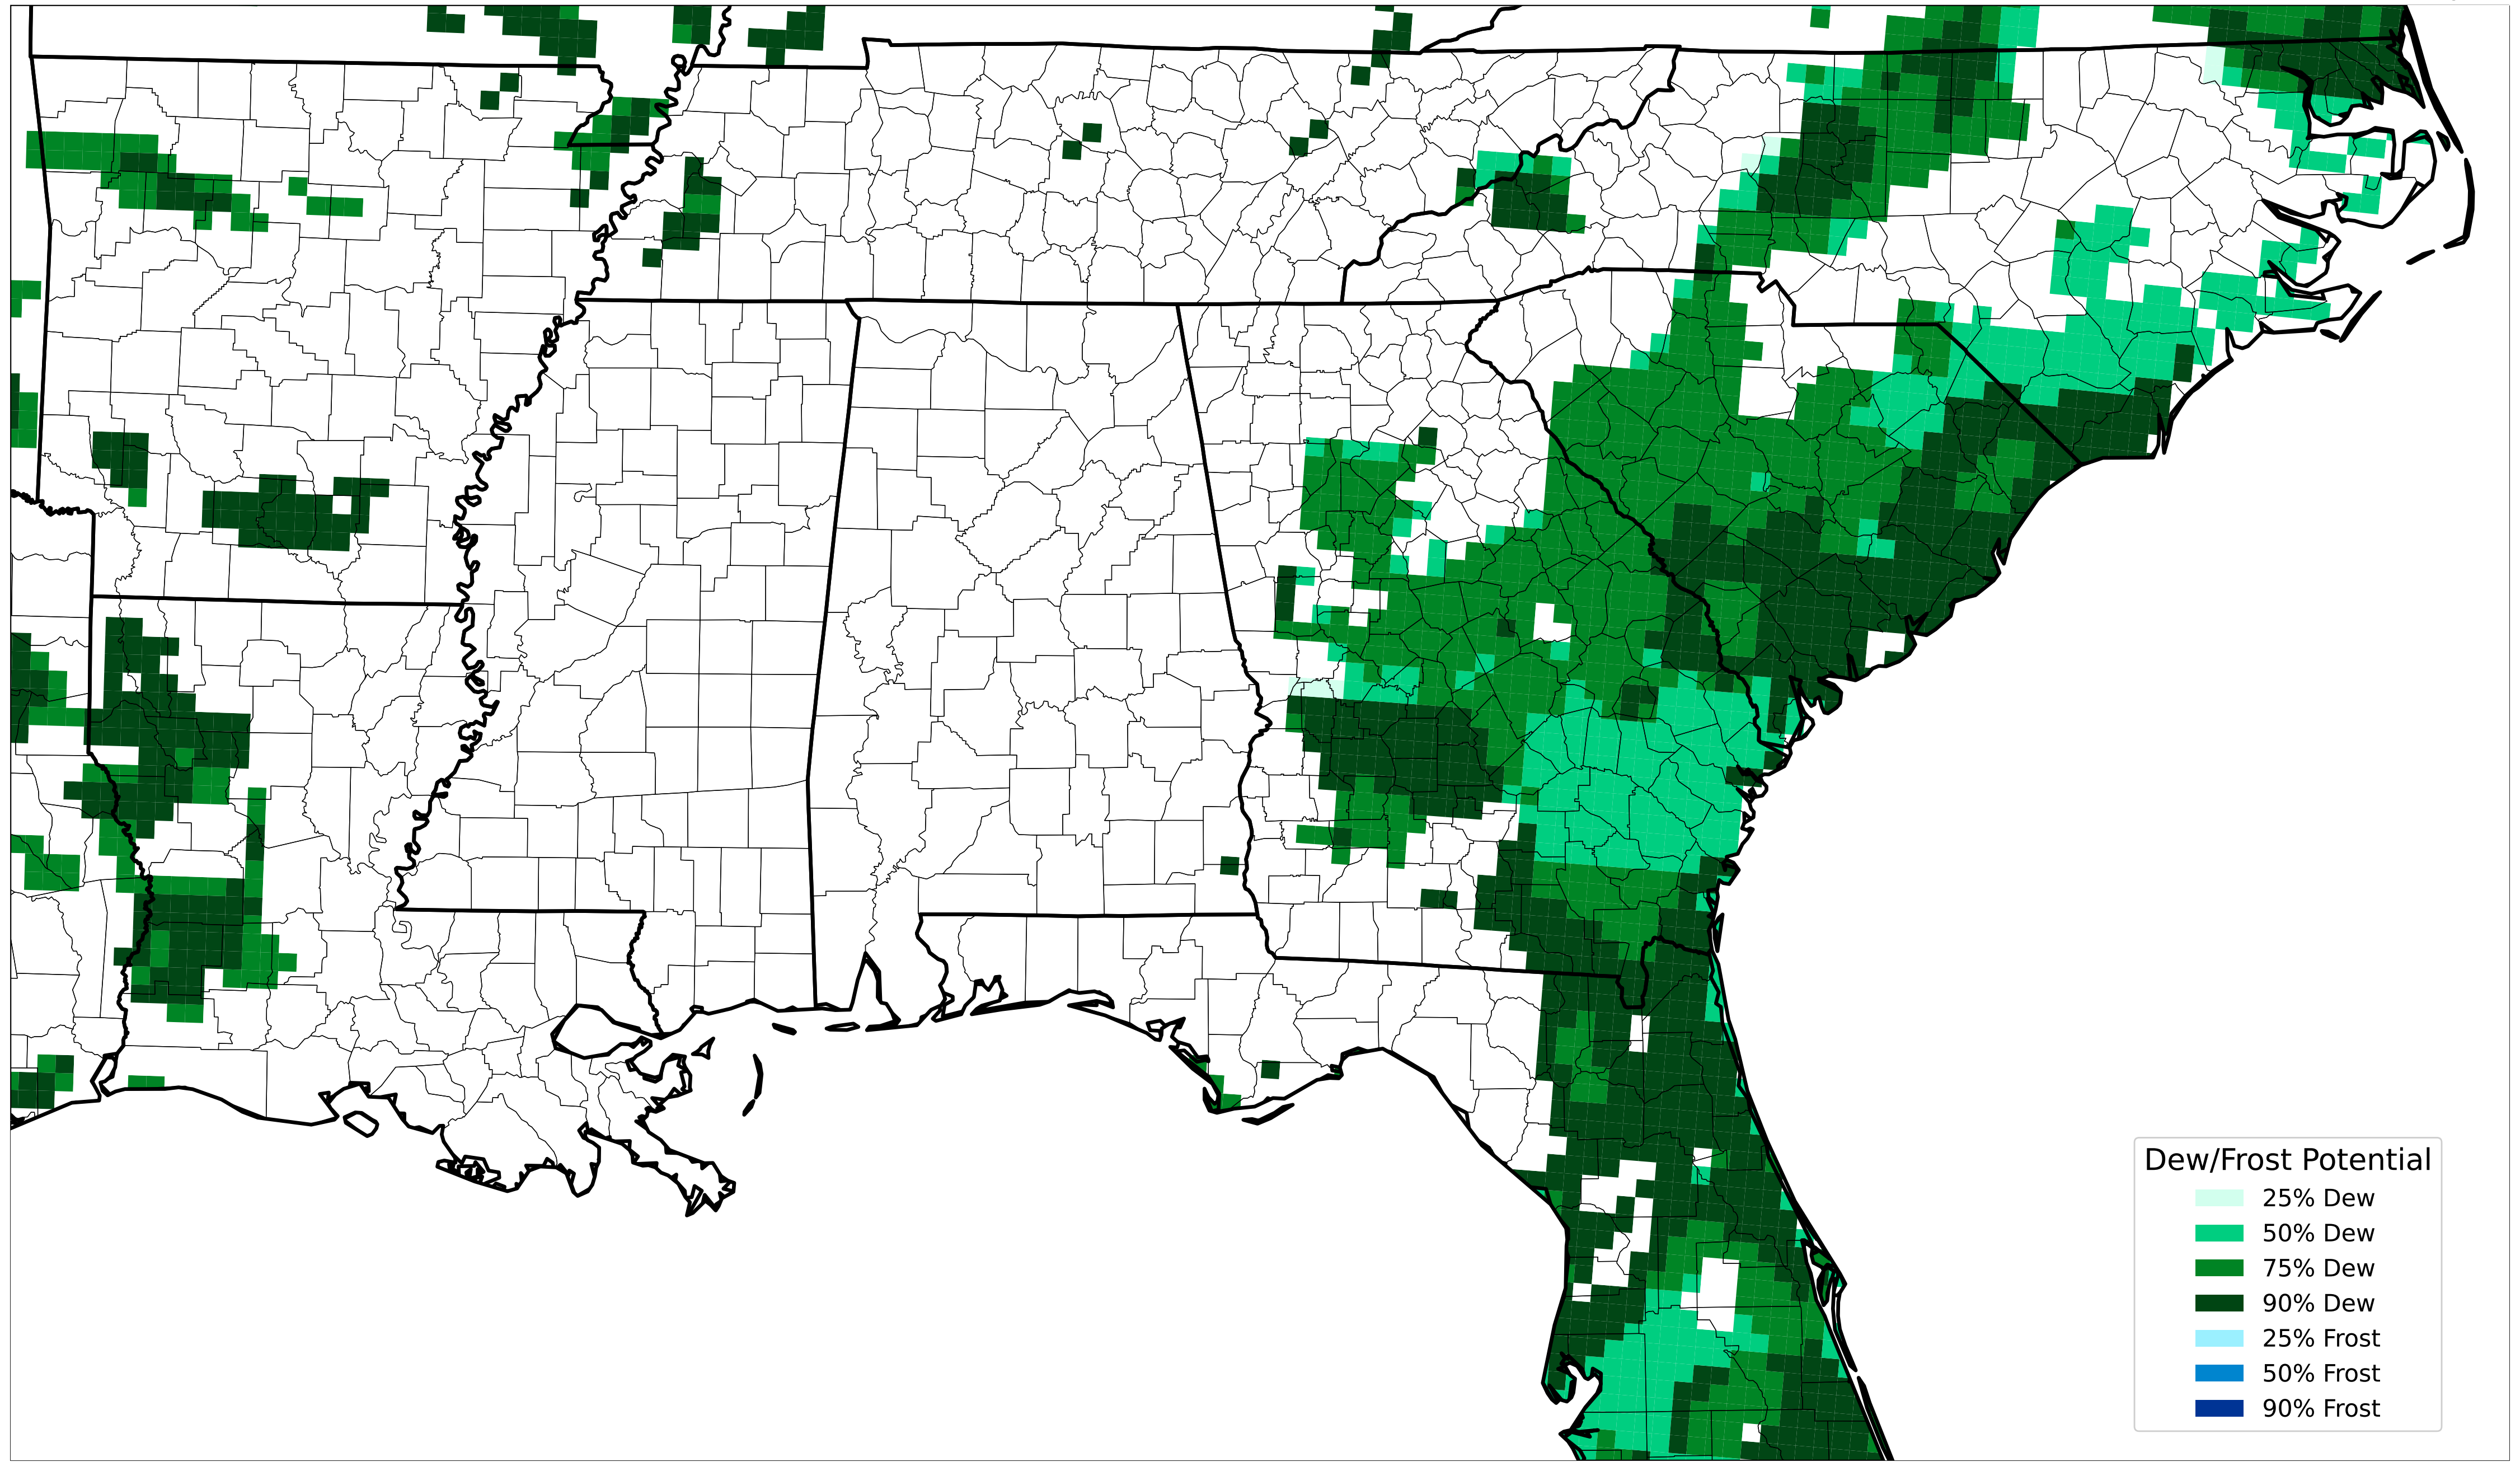 Dew/Frost Potential
25% Dew
50% Dew
75% Dew
90% Dew
25% Frost
50% Frost
90% Frost